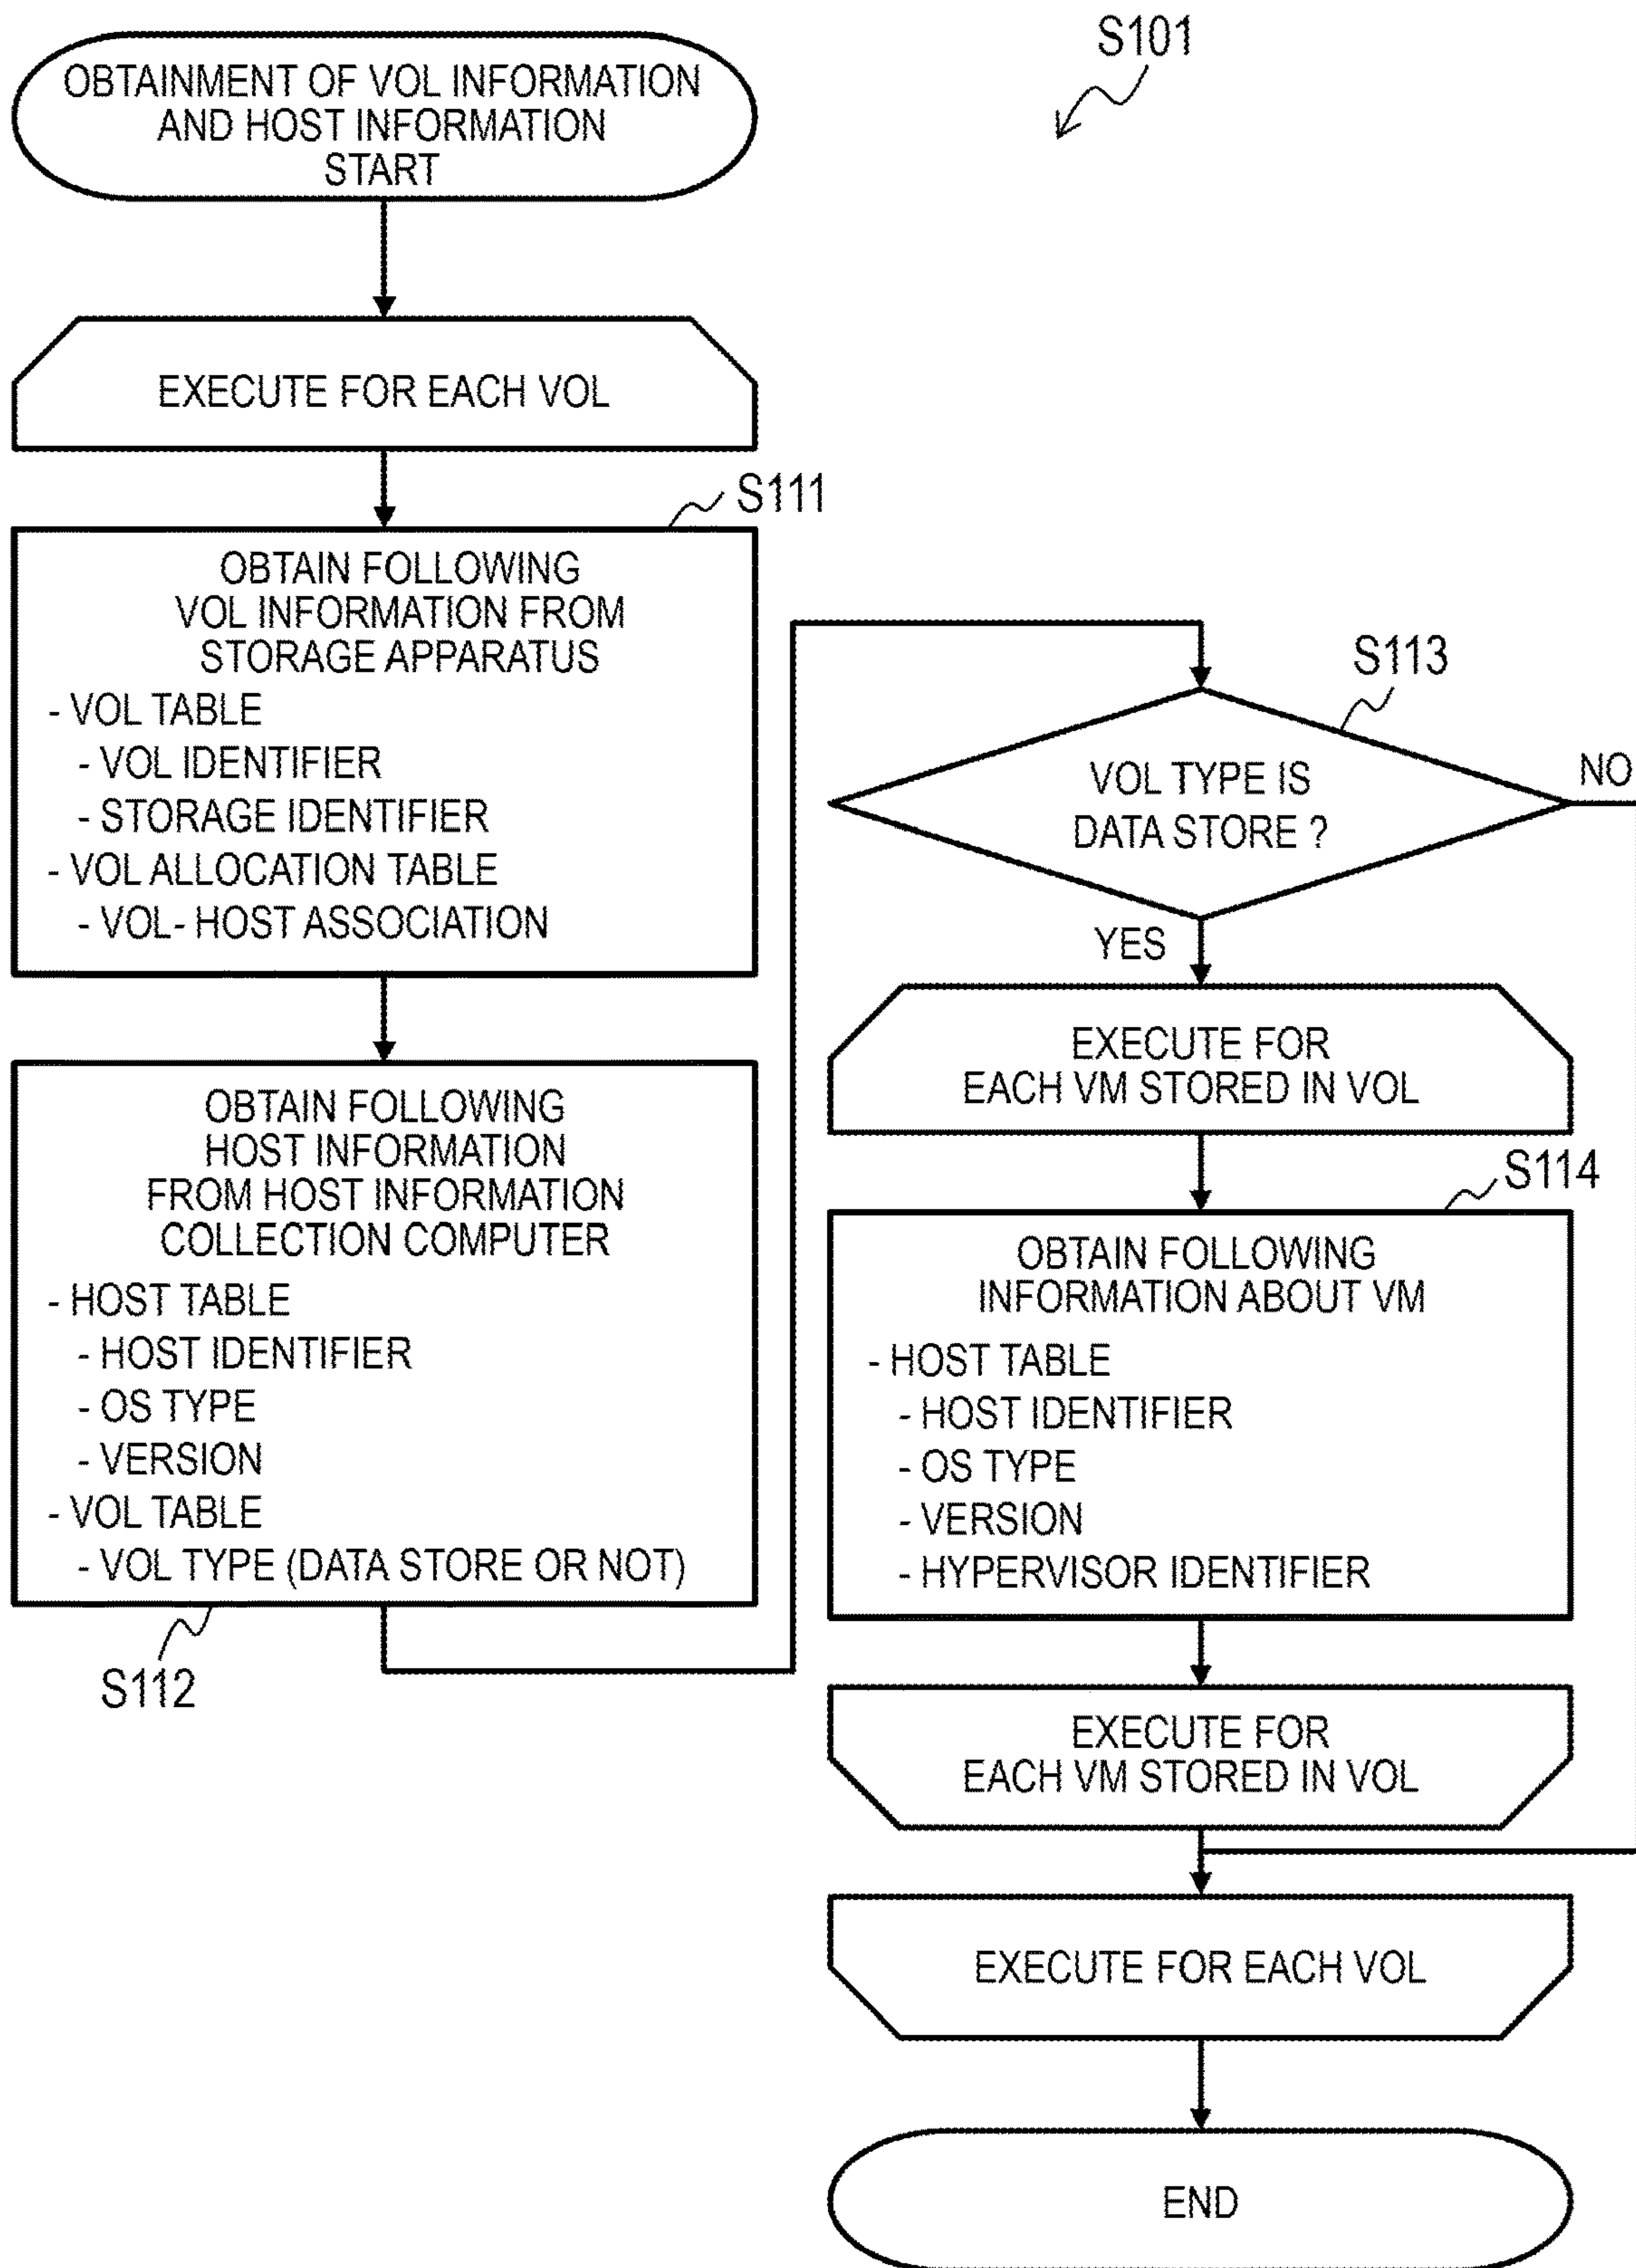 S101
OBTAINMENT OF VOL INFORMATION
AND HOST INFORMATION
START
EXECUTE FOR EACH VOL
S111
OBTAIN FOLLOWING
VOL INFORMATION FROM
STORAGE APPARATUS
- VOL TABLE
- VOL IDENTIFIER
- STORAGE IDENTIFIER
- VOL ALLOCATION TABLE
- VOL- HOST ASSOCIATION
OBTAIN FOLLOWING
HOST INFORMATION
FROM HOST INFORMATION
COLLECTION COMPUTER
- HOST TABLE
- HOST IDENTIFIER
- OS TYPE
- VERSION
- VOL TABLE
- VOL TYPE (DATA STORE OR NOT)
S112
S113
VOL TYPE IS
DATA STORE ?
NO
YES
EXECUTE FOR
EACH VM STORED IN VOL
S114
OBTAIN FOLLOWING
INFORMATION ABOUT VM
- HOST TABLE
- HOST IDENTIFIER
- OS TYPE
- VERSION
- HYPERVISOR IDENTIFIER
EXECUTE FOR
EACH VM STORED IN VOL
EXECUTE FOR EACH VOL
END